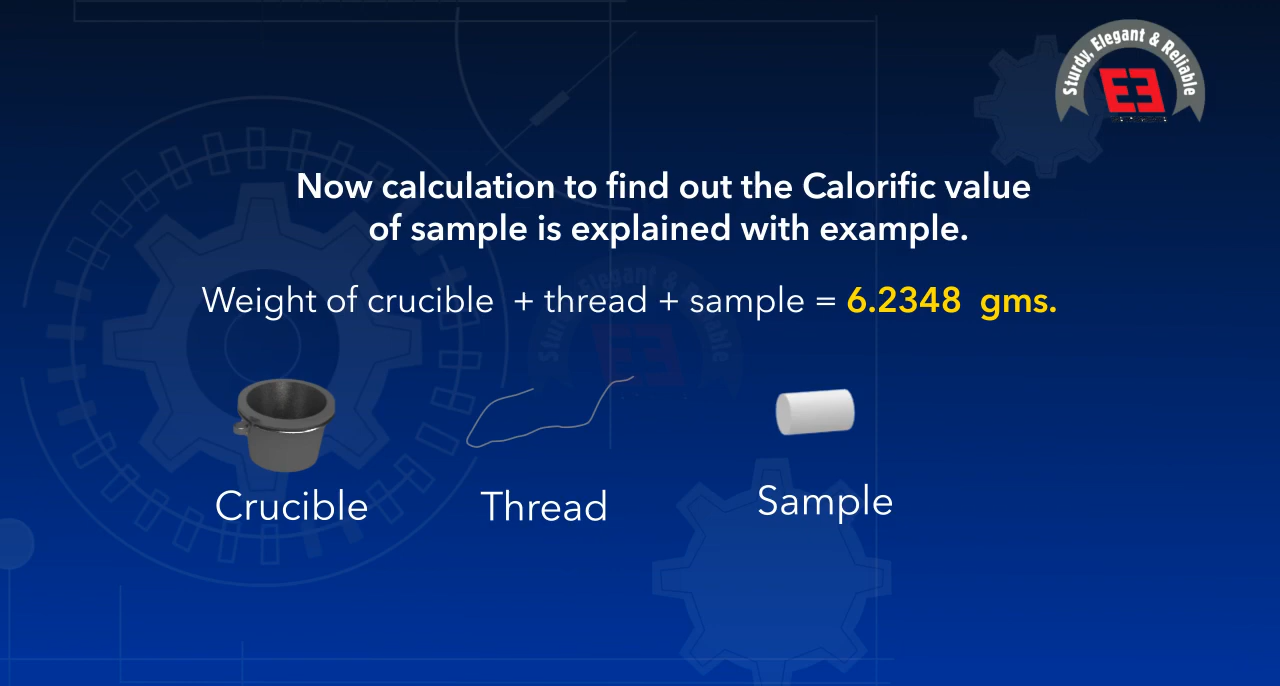 Sturdy, Elegant & Reliable
Now calculation to find out the Calorific value
of sample is explained with example.
Weight of crucible + thread + sample = 6.2348 gms.
Crucible
Thread
Sample